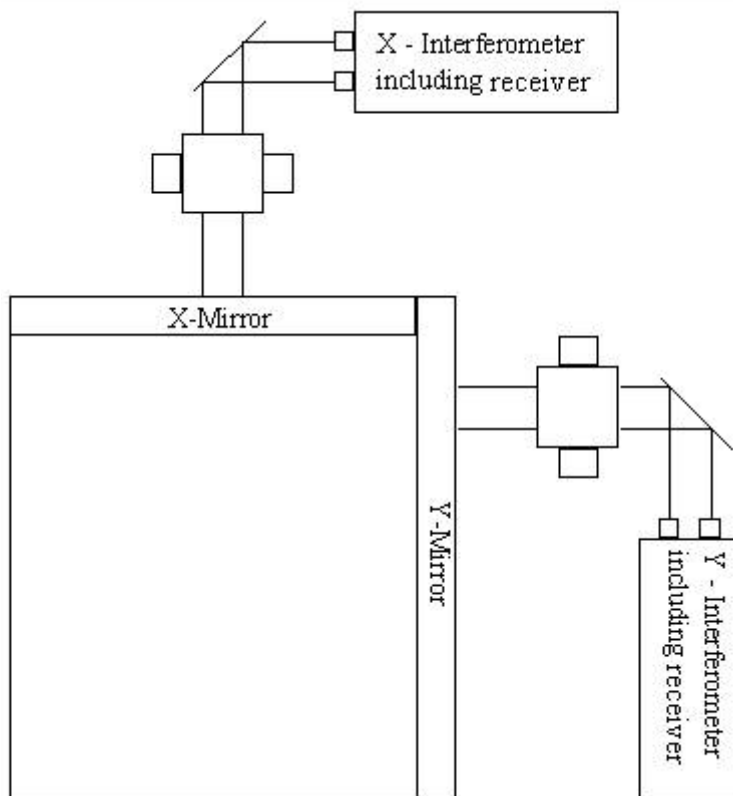 X - Interferometer
including receiver
X-Mirror
Y-Mirror
Y - Interferometer
including receiver